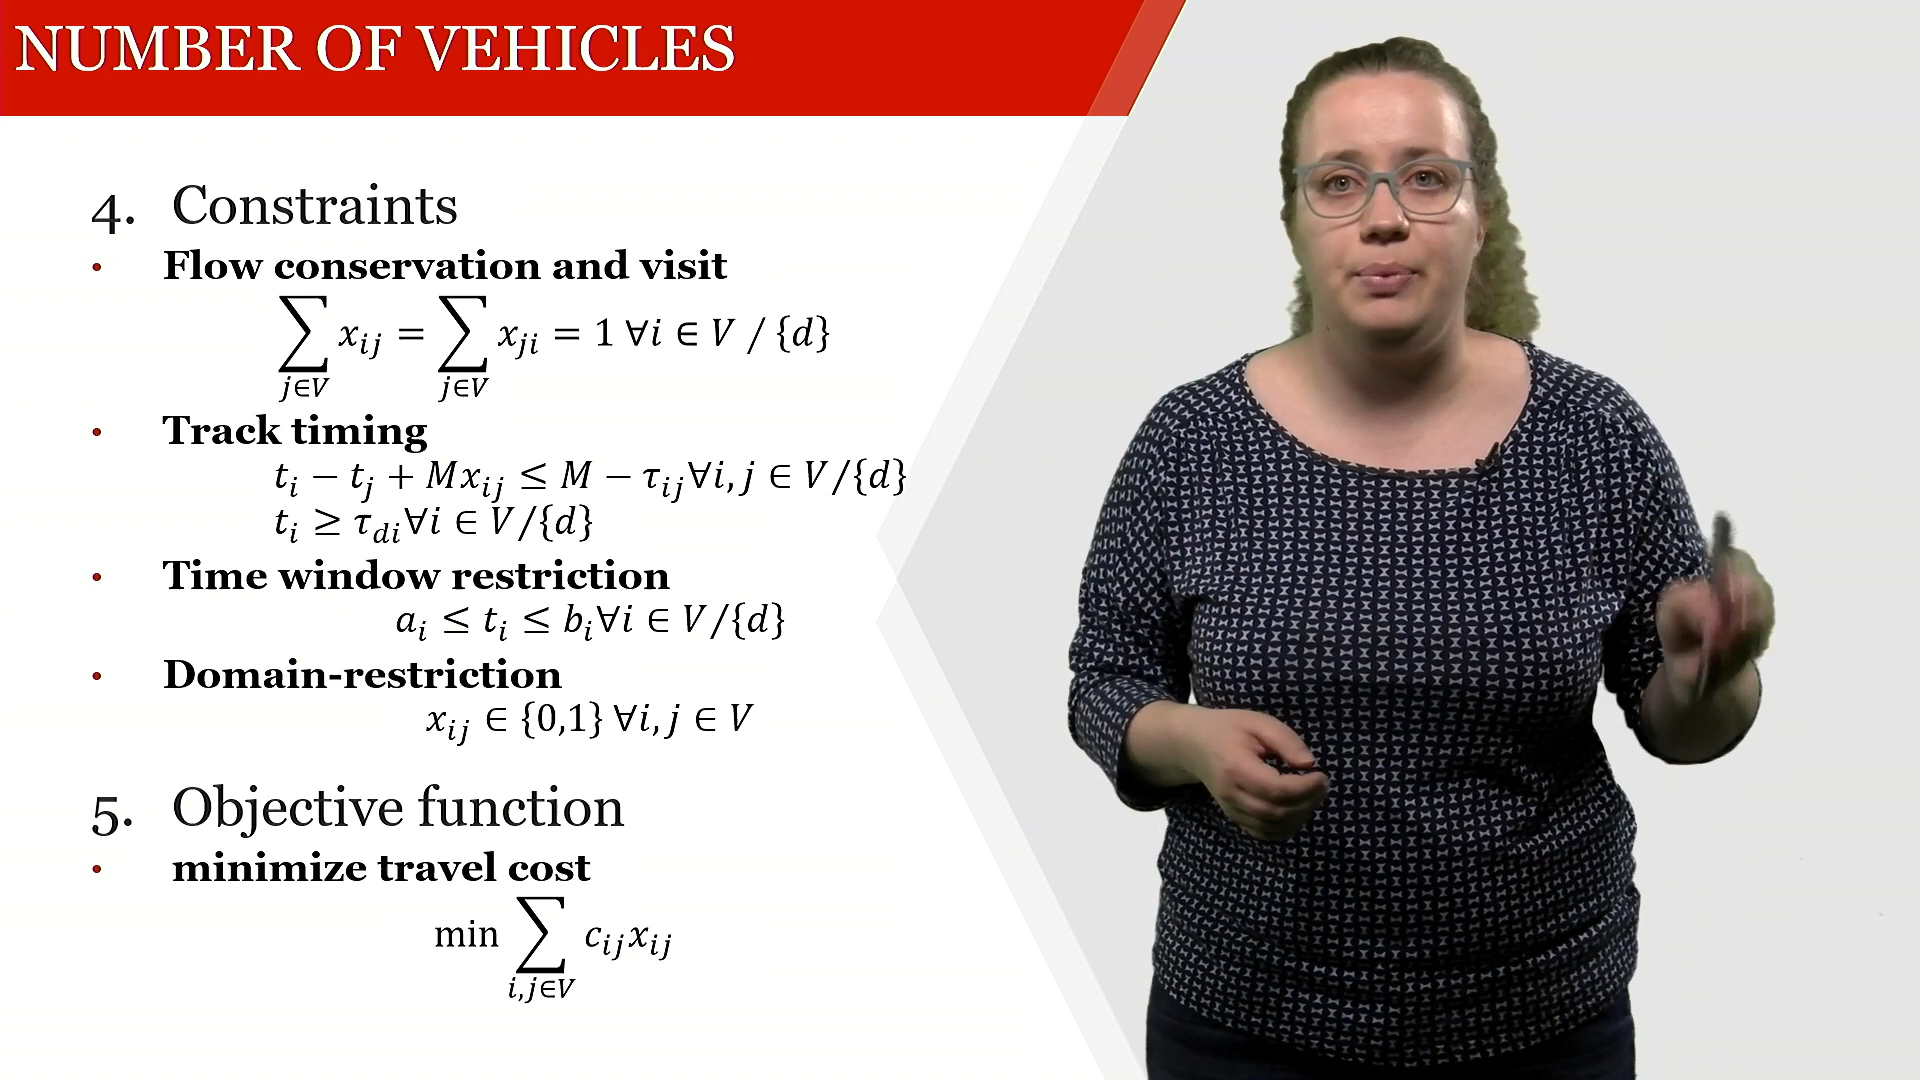 NUMBER OF VEHICLES
4. Constraints
• Flow conservation and visit
∑_{j∈V} x_{ij} = ∑_{j∈V} x_{ji} = 1 ∀i ∈ V / {d}
• Track timing
t_i − t_j + Mx_{ij} ≤ M − τ_{ij}∀i, j ∈ V/{d}
t_i ≥ τ_{di}∀i ∈ V/{d}
• Time window restriction
a_i ≤ t_i ≤ b_i∀i ∈ V/{d}
• Domain-restriction
x_{ij} ∈ {0,1} ∀i, j ∈ V
5. Objective function
• minimize travel cost
min ∑_{i,j∈V} c_{ij}x_{ij}